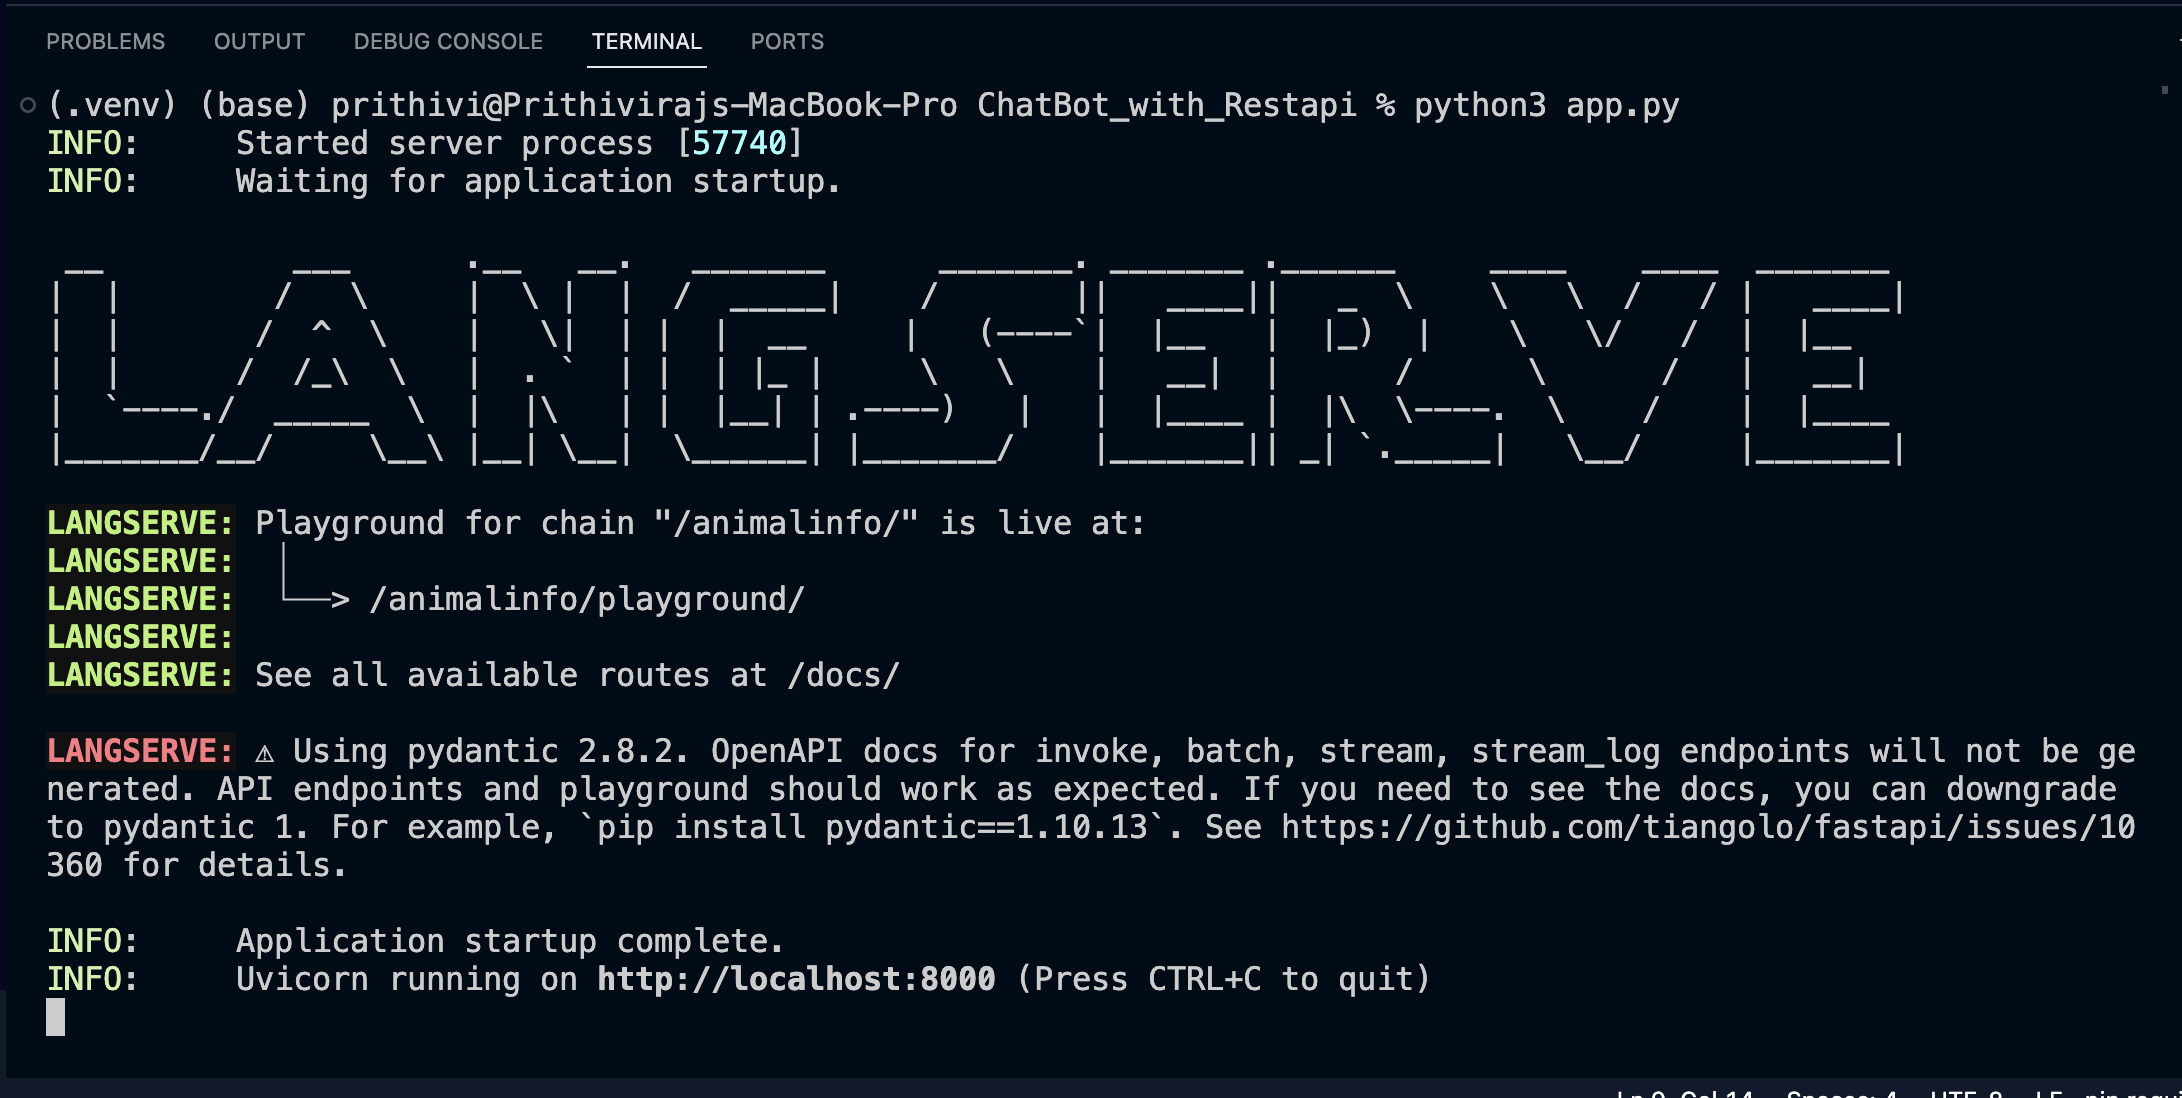 PROBLEMS OUTPUT DEBUG CONSOLE TERMINAL PORTS
(.venv) (base) prithivi@Prithivirajs-MacBook-Pro ChatBot_with_Restapi % python3 app.py
INFO:     Started server process [57740]
INFO:     Waiting for application startup.
LANGSERVE
LANGSERVE: Playground for chain "/animalinfo/" is live at:
LANGSERVE:  │
LANGSERVE:  └──> /animalinfo/playground/
LANGSERVE:
LANGSERVE: See all available routes at /docs/
LANGSERVE: ⚠ Using pydantic 2.8.2. OpenAPI docs for invoke, batch, stream, stream_log endpoints will not be ge
nerated. API endpoints and playground should work as expected. If you need to see the docs, you can downgrade
to pydantic 1. For example, `pip install pydantic==1.10.13`. See https://github.com/tiangolo/fastapi/issues/10
360 for details.
INFO:     Application startup complete.
INFO:     Uvicorn running on http://localhost:8000 (Press CTRL+C to quit)